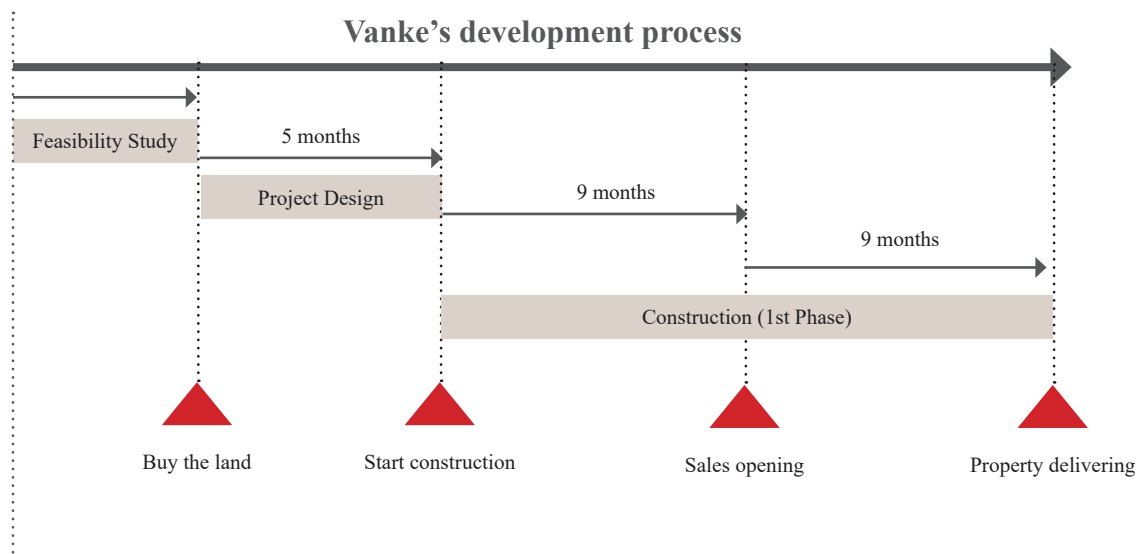 Vanke’s development process
Feasibility Study
5 months
Project Design
9 months
9 months
Construction (1st Phase)
Buy the land
Start construction
Sales opening
Property delivering